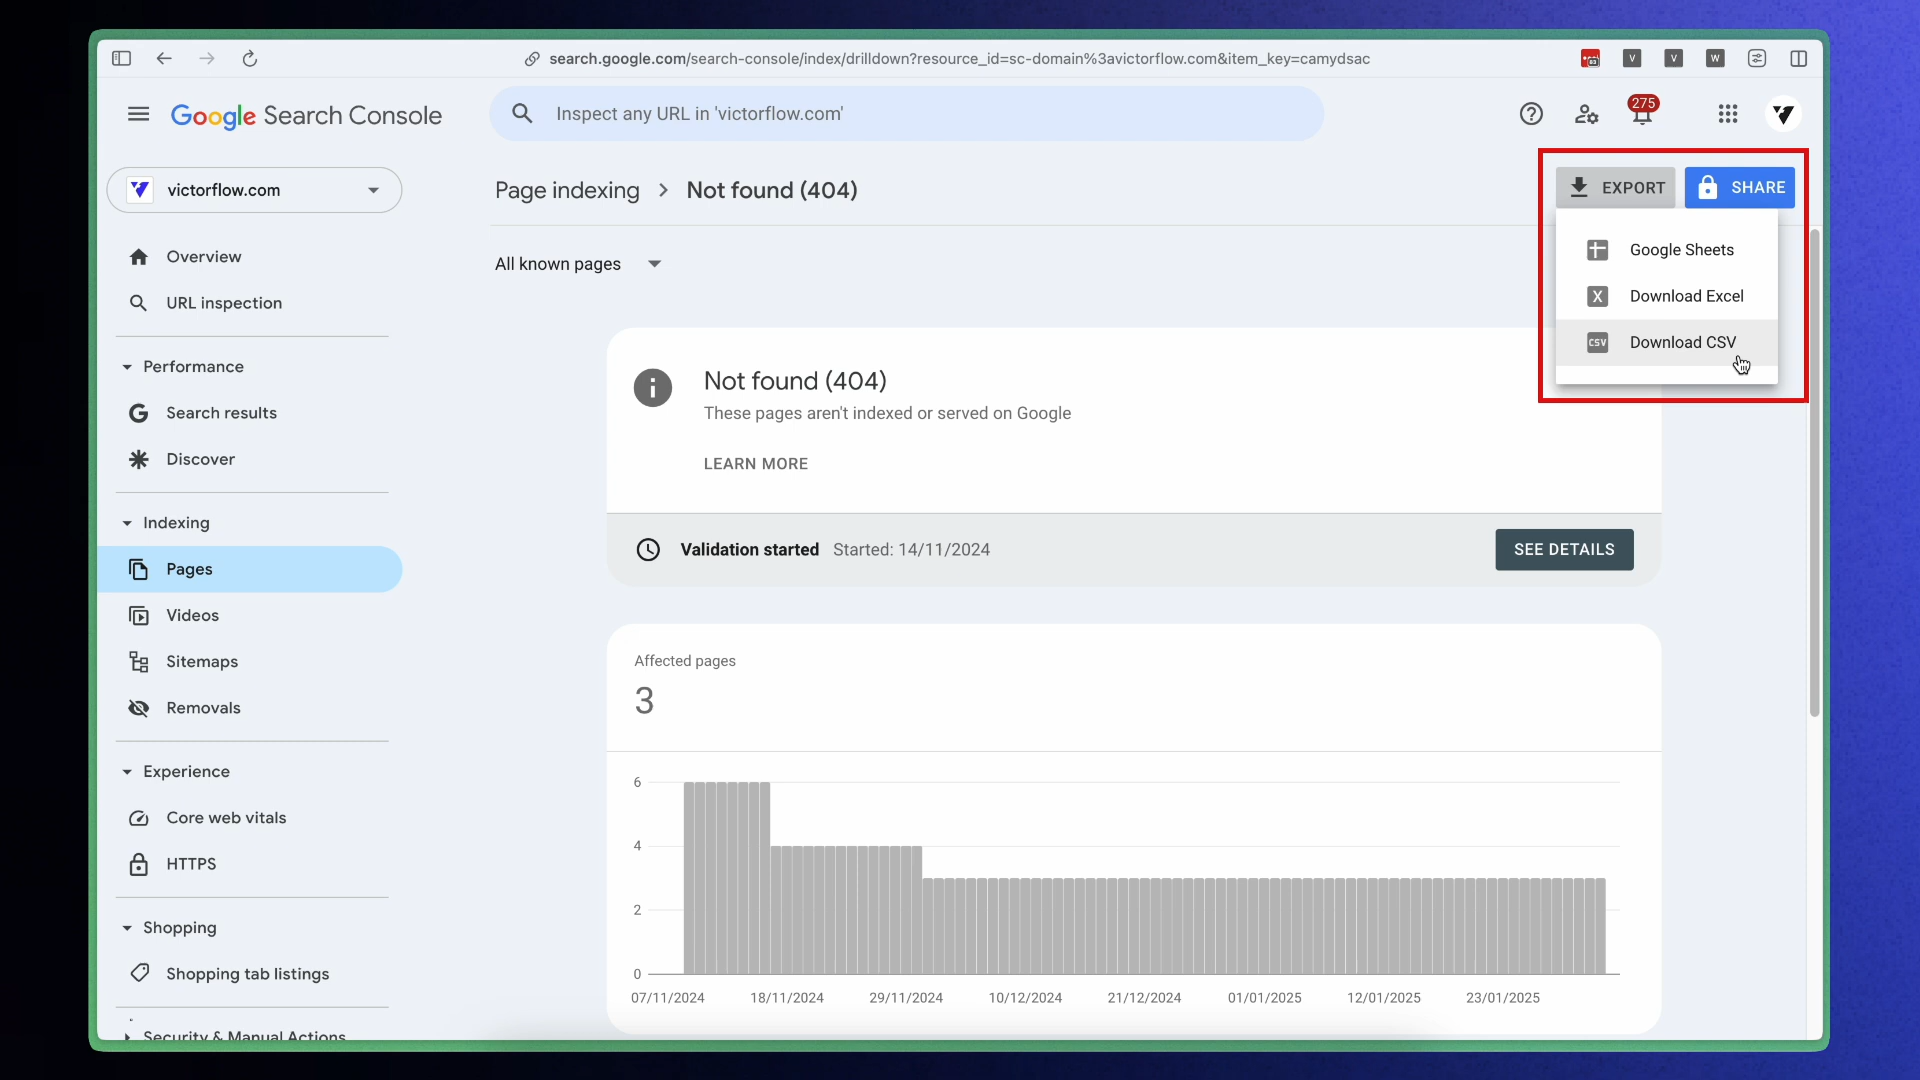 search.google.com/search-console/index/drilldown?resource_id=sc-domain%3avictorflow.com&item_key=camydsac
63
V
V
W
Google Search Console
Inspect any URL in 'victorflow.com'
275
victorflow.com
Page indexing > Not found (404)
EXPORT
SHARE
Google Sheets
X Download Excel
CSV Download CSV
Overview
URL inspection
Performance
Search results
Discover
Indexing
Pages
Videos
Sitemaps
Removals
Experience
Core web vitals
HTTPS
Shopping
Shopping tab listings
Security & Manual Actions
All known pages
Not found (404)
These pages aren't indexed or served on Google
LEARN MORE
Validation started Started: 14/11/2024
SEE DETAILS
Affected pages
3
6
4
2
0
07/11/2024 18/11/2024 29/11/2024 10/12/2024 21/12/2024 01/01/2025 12/01/2025 23/01/2025